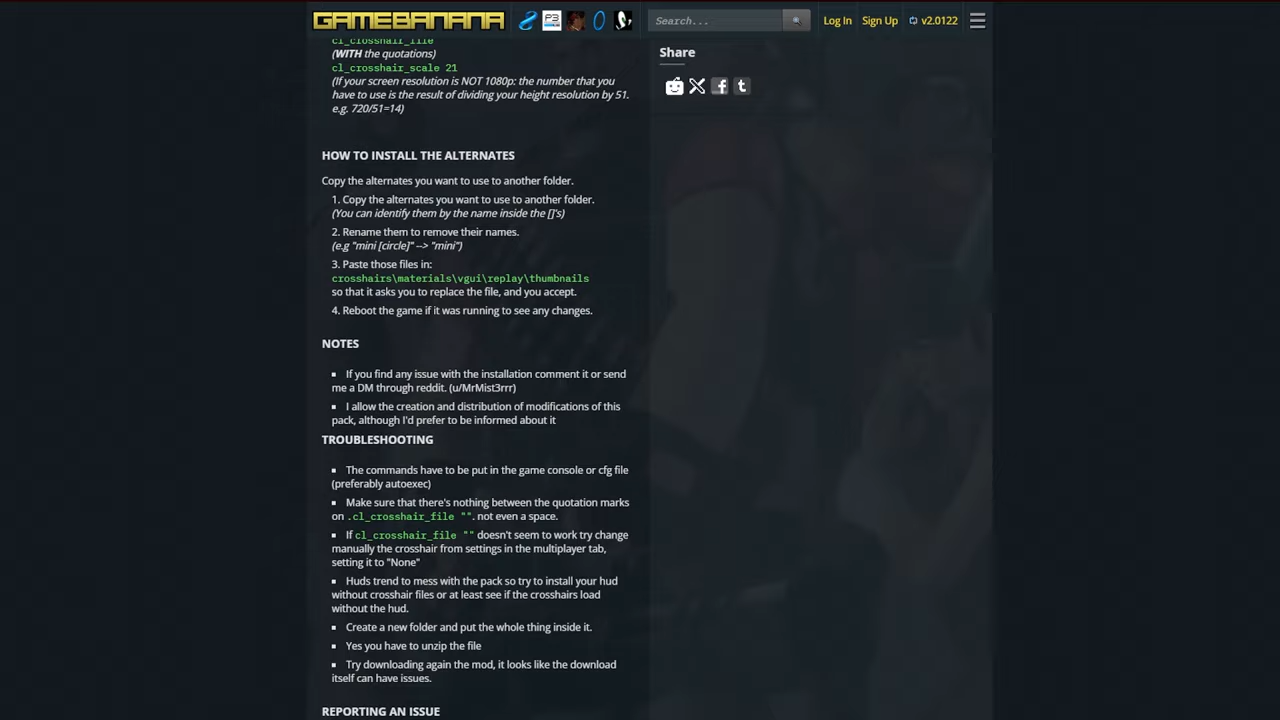 GAMEBANANA
P3
Search...
Log In
Sign Up
v2.0122
cl_crosshair_file
(WITH the quotations)
cl_crosshair_scale 21
(If your screen resolution is NOT 1080p: the number that you
have to use is the result of dividing your height resolution by 51.
e.g. 720/51=14)
HOW TO INSTALL THE ALTERNATES
Copy the alternates you want to use to another folder.
1. Copy the alternates you want to use to another folder.
(You can identify them by the name inside the []'s)
2. Rename them to remove their names.
(e.g "mini [circle]" --> "mini")
3. Paste those files in:
crosshairs\materials\vgui\replay\thumbnails
so that it asks you to replace the file, and you accept.
4. Reboot the game if it was running to see any changes.
NOTES
If you find any issue with the installation comment it or send
me a DM through reddit. (u/MrMist3rrr)
I allow the creation and distribution of modifications of this
pack, although I'd prefer to be informed about it
TROUBLESHOOTING
The commands have to be put in the game console or cfg file
(preferably autoexec)
Make sure that there's nothing between the quotation marks
on .cl_crosshair_file "". not even a space.
If cl_crosshair_file "" doesn't seem to work try change
manually the crosshair from settings in the multiplayer tab,
setting it to "None"
Huds trend to mess with the pack so try to install your hud
without crosshair files or at least see if the crosshairs load
without the hud.
Create a new folder and put the whole thing inside it.
Yes you have to unzip the file
Try downloading again the mod, it looks like the download
itself can have issues.
REPORTING AN ISSUE
Share